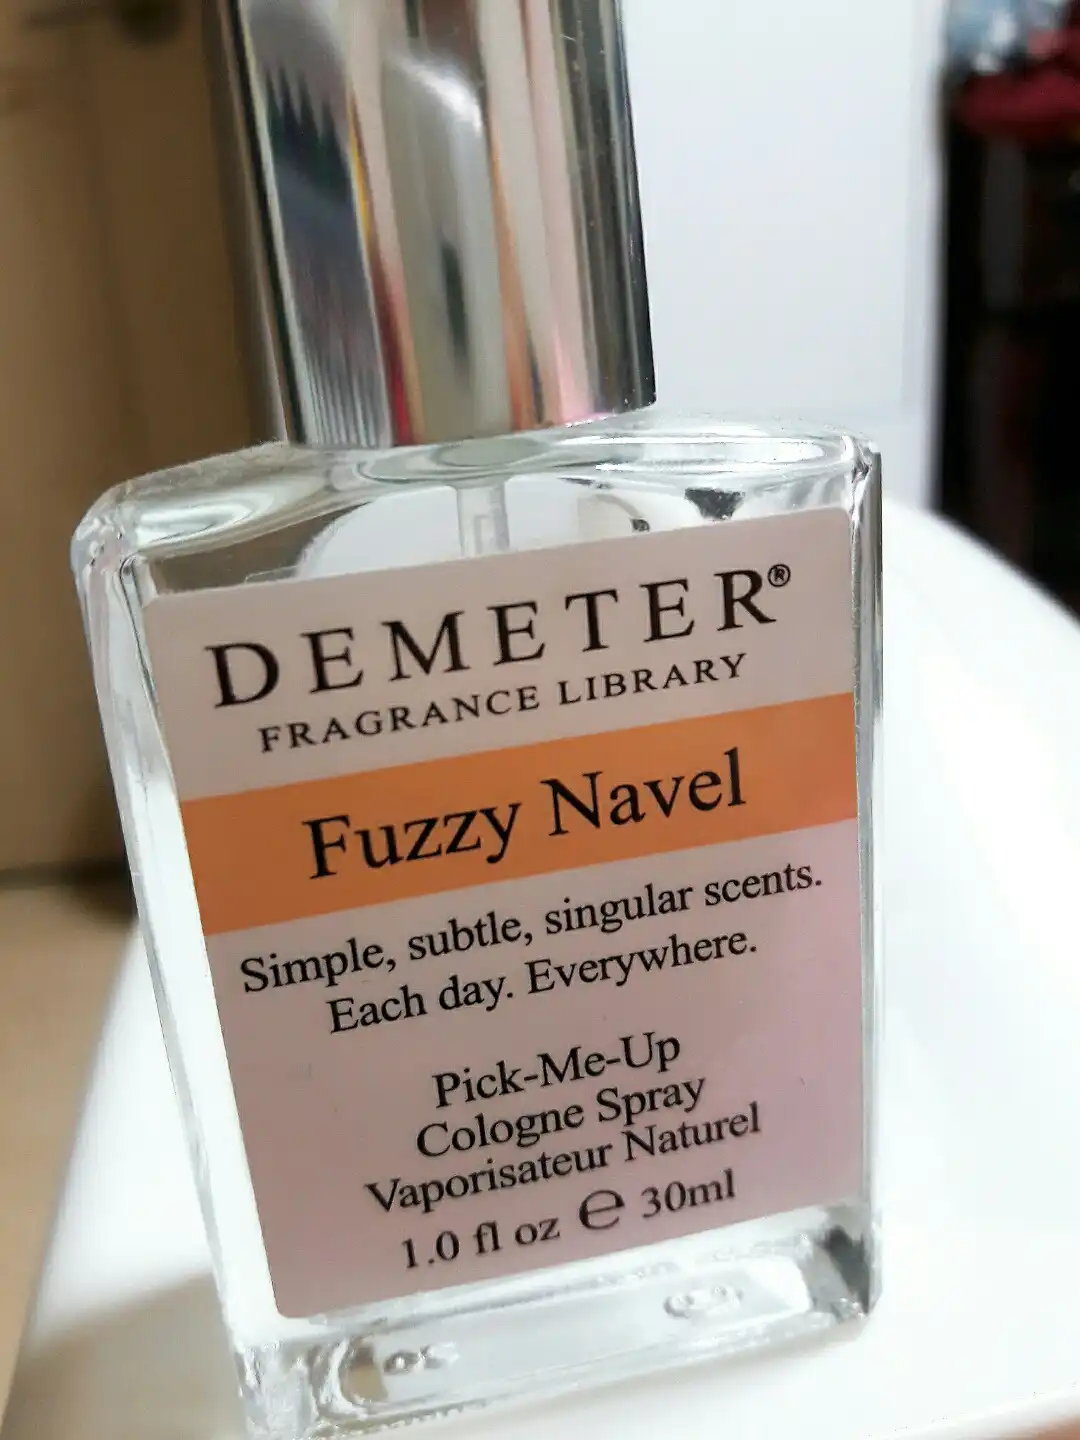 DEMETER®
FRAGRANCE LIBRARY
Fuzzy Navel
Simple, subtle, singular scents.
Each day. Everywhere.
Pick-Me-Up
Cologne Spray
Vaporisateur Naturel
1.0 fl oz ℮ 30ml